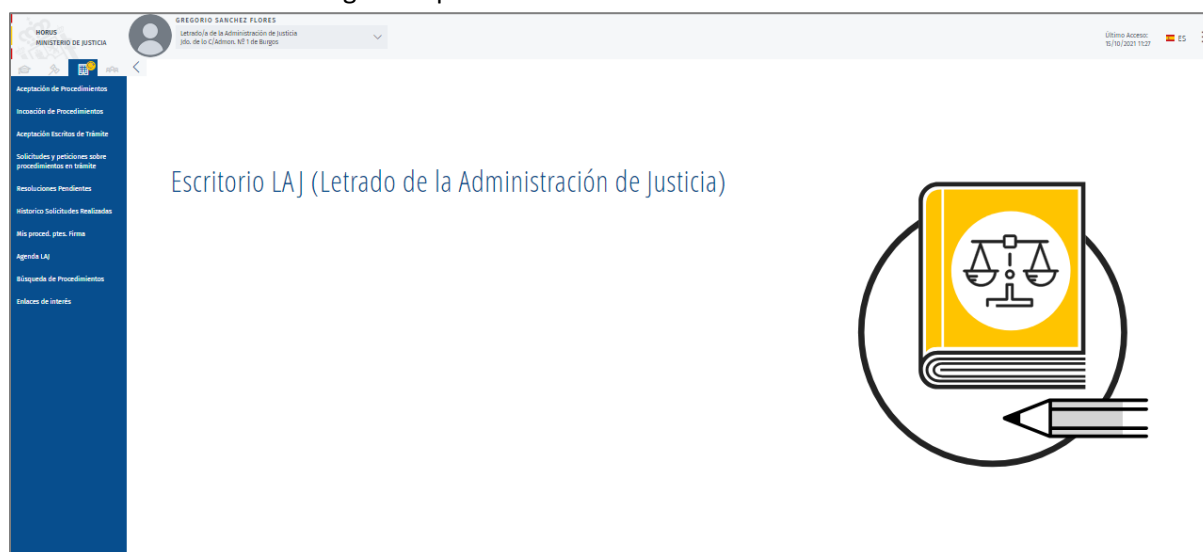 GREGORIO SANCHEZ FLORES
HORUS
MINISTERIO DE JUSTICIA
Letrado/a de la Administración de Justicia
Jdo. de lo C/Admon. Nº 1 de Burgos
Último Acceso:
15/10/2021 11:27
ES
Aceptación de Procedimientos
Incoación de Procedimientos
Aceptación Escritos de Trámite
Solicitudes y peticiones sobre
procedimientos en trámite
Resoluciones Pendientes
Historico Solicitudes Realizadas
Mis proced. ptes. Firma
Agenda LAJ
Búsqueda de Procedimientos
Enlaces de interés
Escritorio LAJ (Letrado de la Administración de Justicia)